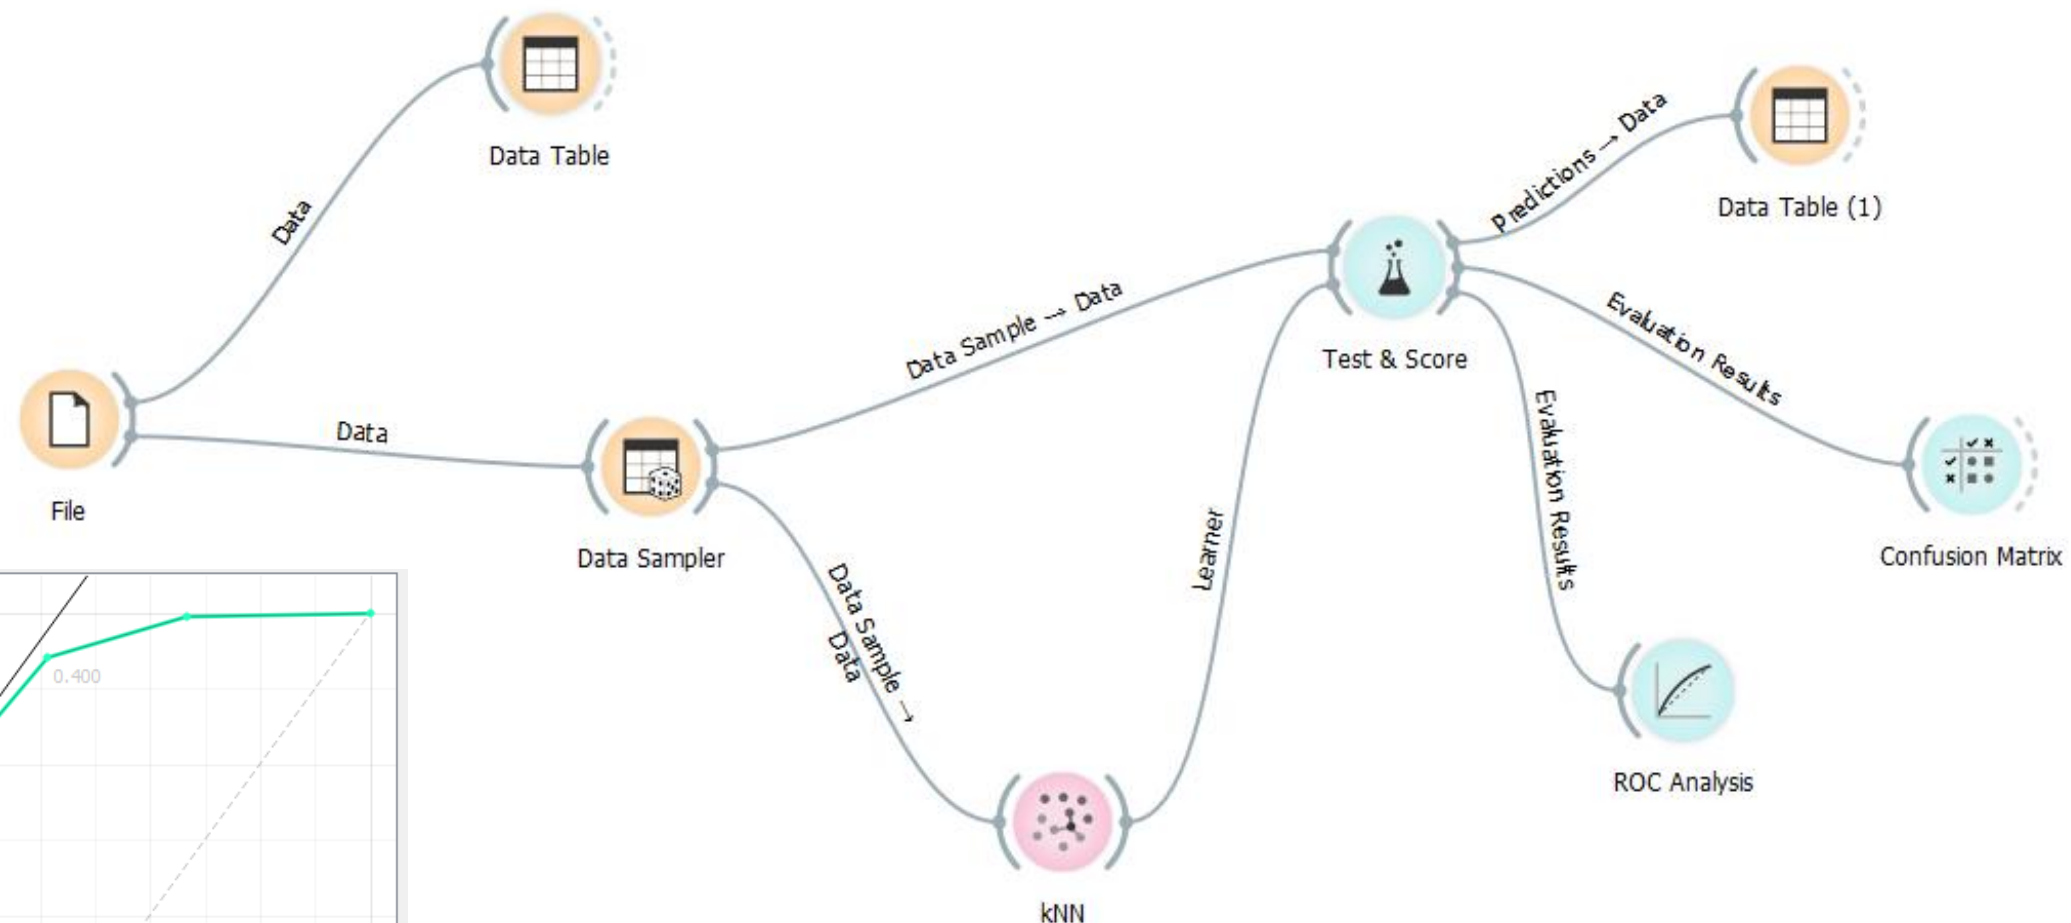 Data Table
Predictions → Data
Data Table (1)
Data
Data Sample → Data
Evaluation Results
Test & Score
Data
File
Data Sampler
Evaluation Results
Learner
Confusion Matrix
Data Sample →
Data
0.400
ROC Analysis
kNN